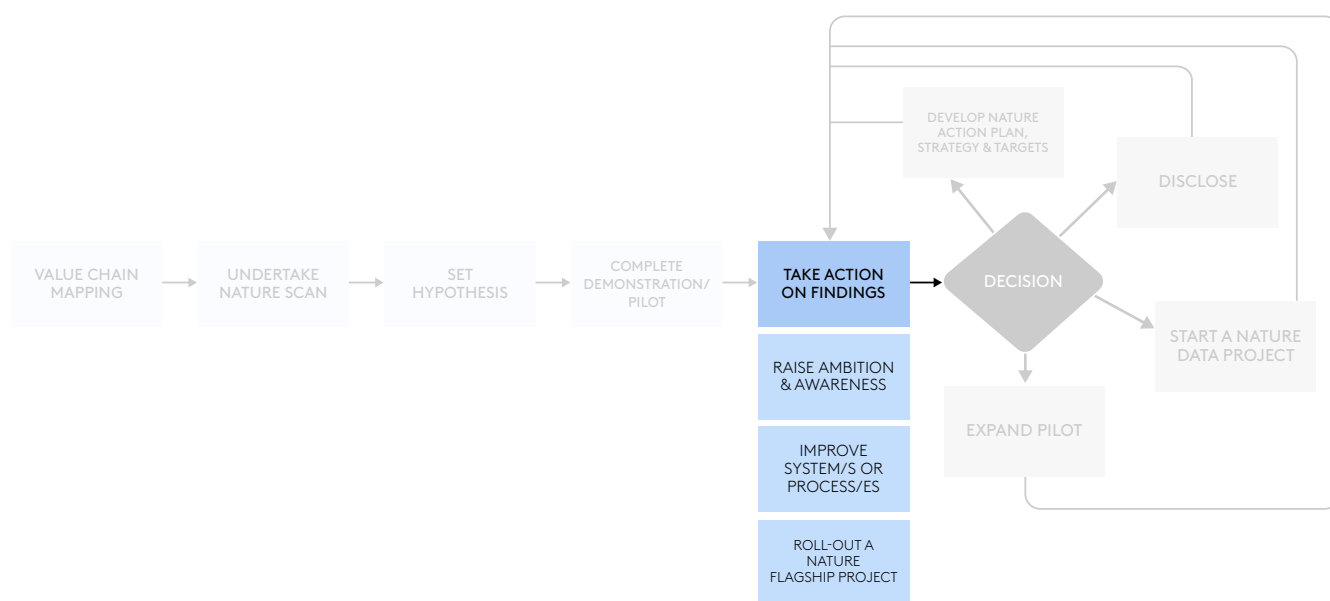 DEVELOP NATURE
ACTION PLAN,
STRATEGY & TARGETS
DISCLOSE
VALUE CHAIN
MAPPING
UNDERTAKE
NATURE SCAN
SET
HYPOTHESIS
COMPLETE
DEMONSTRATION/
PILOT
TAKE ACTION
ON FINDINGS
DECISION
START A NATURE
DATA PROJECT
RAISE AMBITION
& AWARENESS
EXPAND PILOT
IMPROVE
SYSTEM/S OR
PROCESS/ES
ROLL-OUT A
NATURE
FLAGSHIP PROJECT